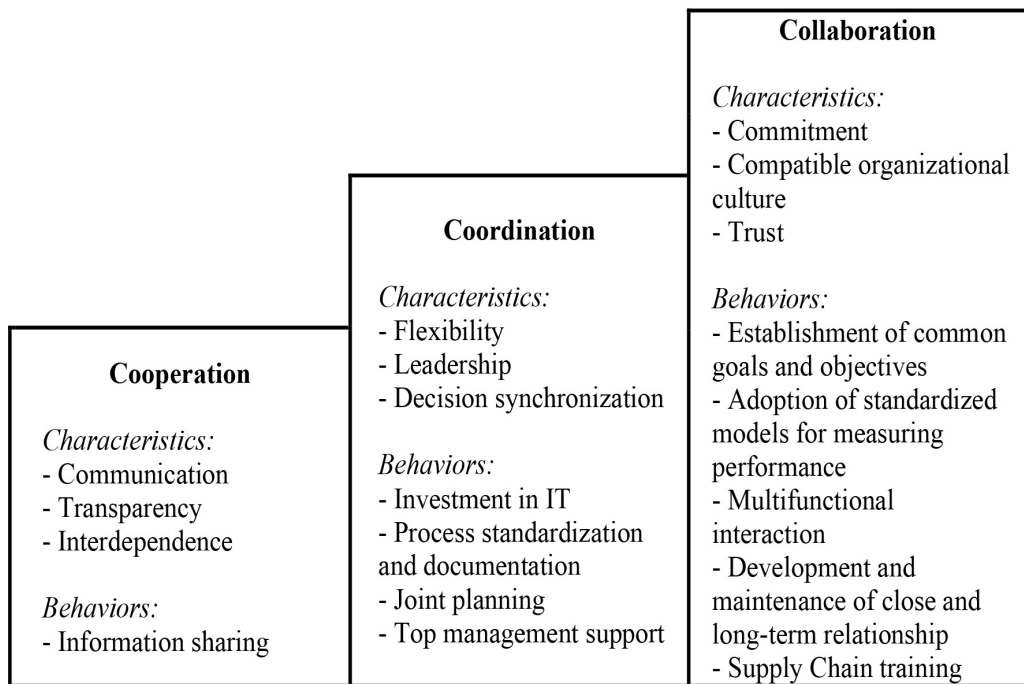 Cooperation
Characteristics:
- Communication
- Transparency
- Interdependence
Behaviors:
- Information sharing
Coordination
Characteristics:
- Flexibility
- Leadership
- Decision synchronization
Behaviors:
- Investment in IT
- Process standardization
and documentation
- Joint planning
- Top management support
Collaboration
Characteristics:
- Commitment
- Compatible organizational
culture
- Trust
Behaviors:
- Establishment of common
goals and objectives
- Adoption of standardized
models for measuring
performance
- Multifunctional
interaction
- Development and
maintenance of close and
long-term relationship
- Supply Chain training